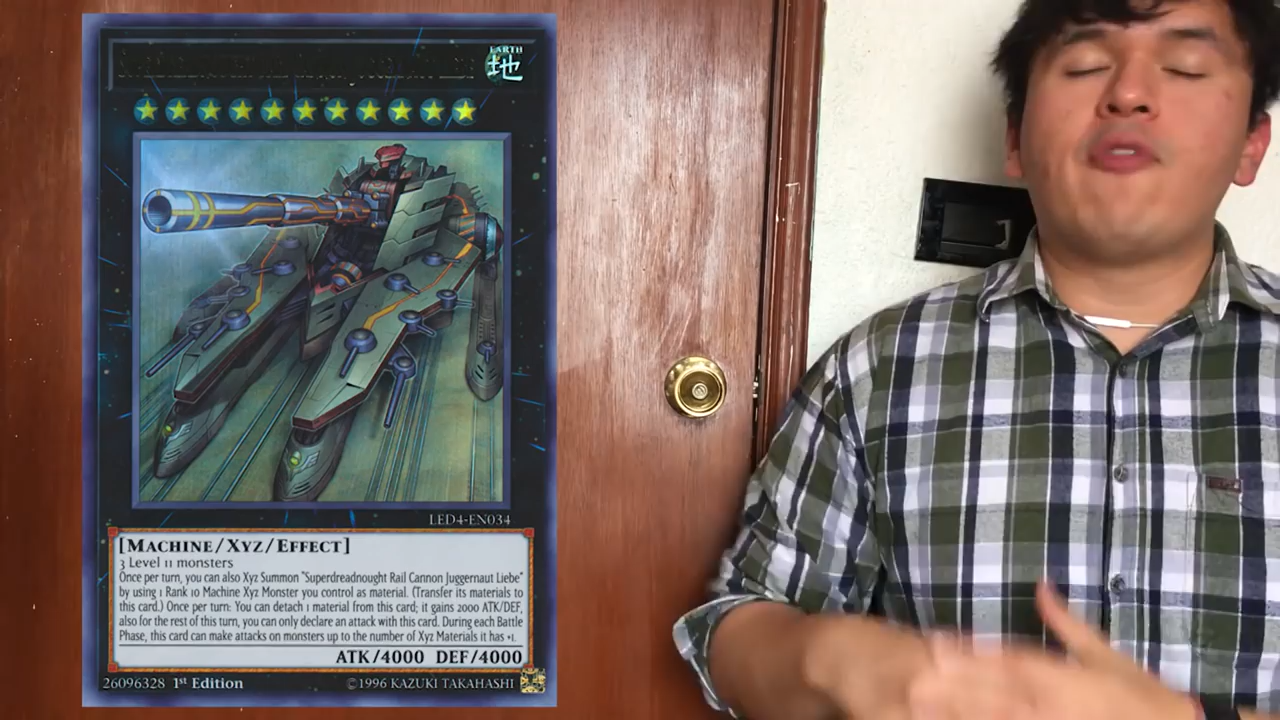 EARTH
地
LED4-EN034
[MACHINE/XYZ/EFFECT]
3 Level 11 monsters
Once per turn, you can also Xyz Summon "Superdreadnought Rail Cannon Juggernaut Liebe"
by using 1 Rank 10 Machine Xyz Monster you control as material. (Transfer its materials to
this card.) Once per turn: You can detach 1 material from this card; it gains 2000 ATK/DEF,
also for the rest of this turn, you can only declare an attack with this card. During each Battle
Phase, this card can make attacks on monsters up to the number of Xyz Materials it has +1.
ATK/4000 DEF/4000
26096328 1st Edition ©1996 KAZUKI TAKAHASHI